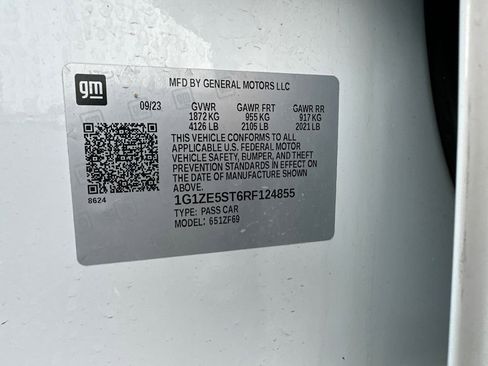 gm
MFD BY GENERAL MOTORS LLC
09/23 GVWR GAWR FRT GAWR RR
1872 KG 955 KG 917 KG
4126 LB 2105 LB 2021 LB
THIS VEHICLE CONFORMS TO ALL
APPLICABLE U.S. FEDERAL MOTOR
VEHICLE SAFETY, BUMPER, AND THEFT
PREVENTION STANDARDS IN EFFECT
ON THE DATE OF MANUFACTURE SHOWN
ABOVE.
8624
1G1ZE5ST6RF124855
TYPE: PASS CAR
MODEL: 651ZF69